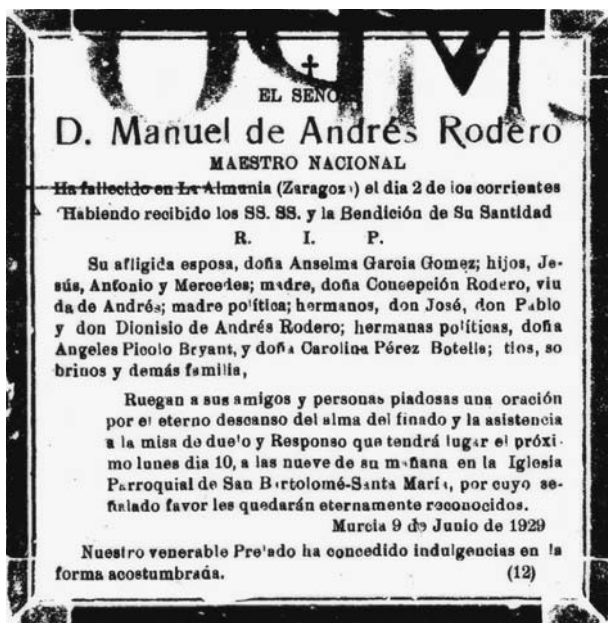 EL SEÑO
D. Manuel de Andrés Rodero
MAESTRO NACIONAL
Ha fallecido en La Almunia (Zaragoz ) el dia 2 de los corrientes
Habiendo recibido los SS. SS. y la Bendición de Su Santidad
R. I. P.
Su afligida esposa, doña Anselma Garcia Gomez; hijos, Je-
sús, Antonio y Mercedes; madre, doña Concepción Rodero, viu
da de Andrés; madre política; hermanos, don José, don Pablo
y don Dionisio de Andrés Rodero; hermanas políticas, doña
Angeles Picolo Bryant, y doña Carolina Pérez Botella; tios, so
brinos y demás familia,
Ruegan a sus amigos y personas piadosas una oración
por el eterno descanso del alma del finado y la asistencia
a la misa de duelo y Responso que tendrá lugar el próxi-
mo lunes dia 10, a las nueve de su mañana en la Iglesia
Parroquial de San Bartolomé-Santa María, por cuyo se-
ñalado favor les quedarán eternamente reconocidos.
Murcia 9 de Junio de 1929
Nuestro venerable Prelado ha concedido indulgencias en la
forma acostumbrada. (12)